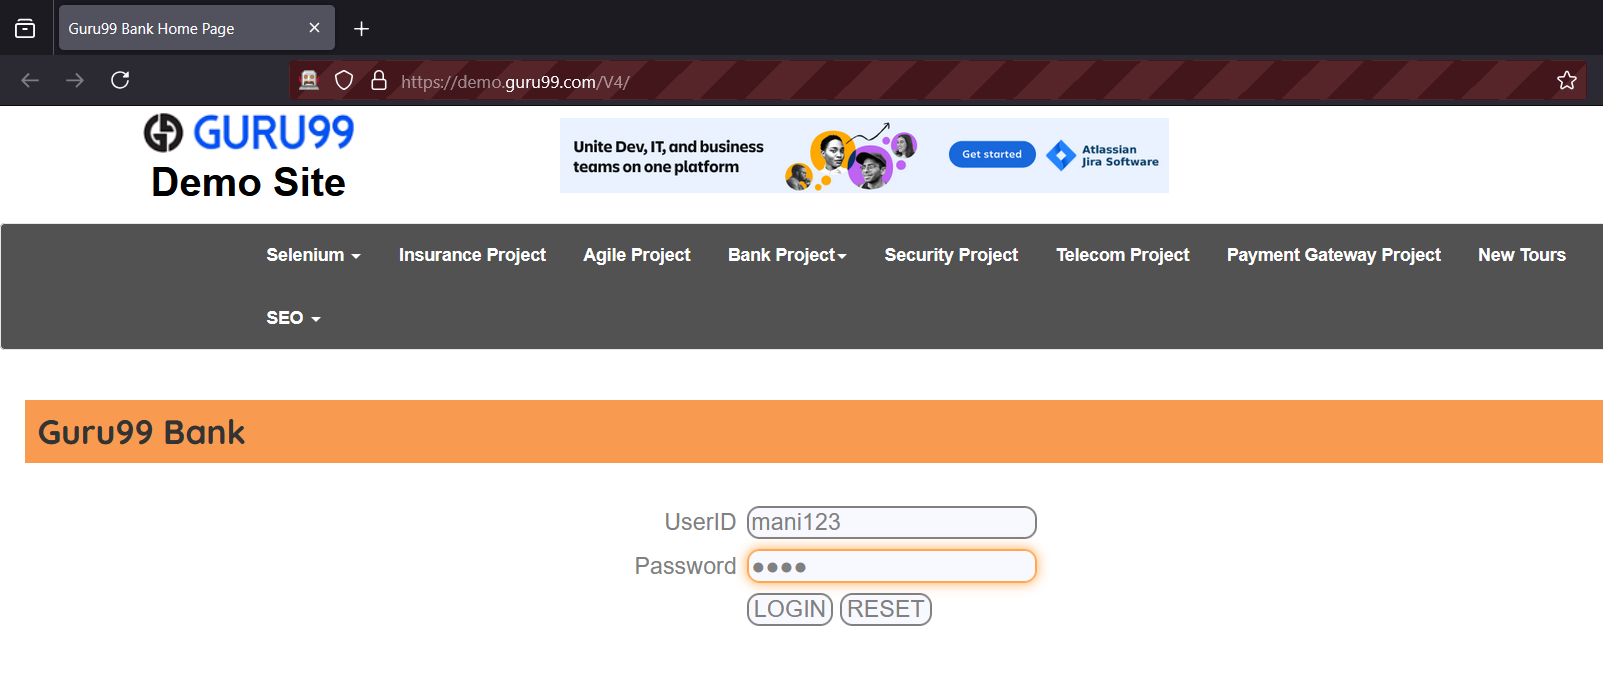 Guru99 Bank Home Page
https://demo.guru99.com/V4/
GURU99
Demo Site
Unite Dev, IT, and business
teams on one platform
Get started
Atlassian
Jira Software
Selenium
Insurance Project
Agile Project
Bank Project
Security Project
Telecom Project
Payment Gateway Project
New Tours
SEO
Guru99 Bank
UserID mani123
Password ●●●●
LOGIN RESET